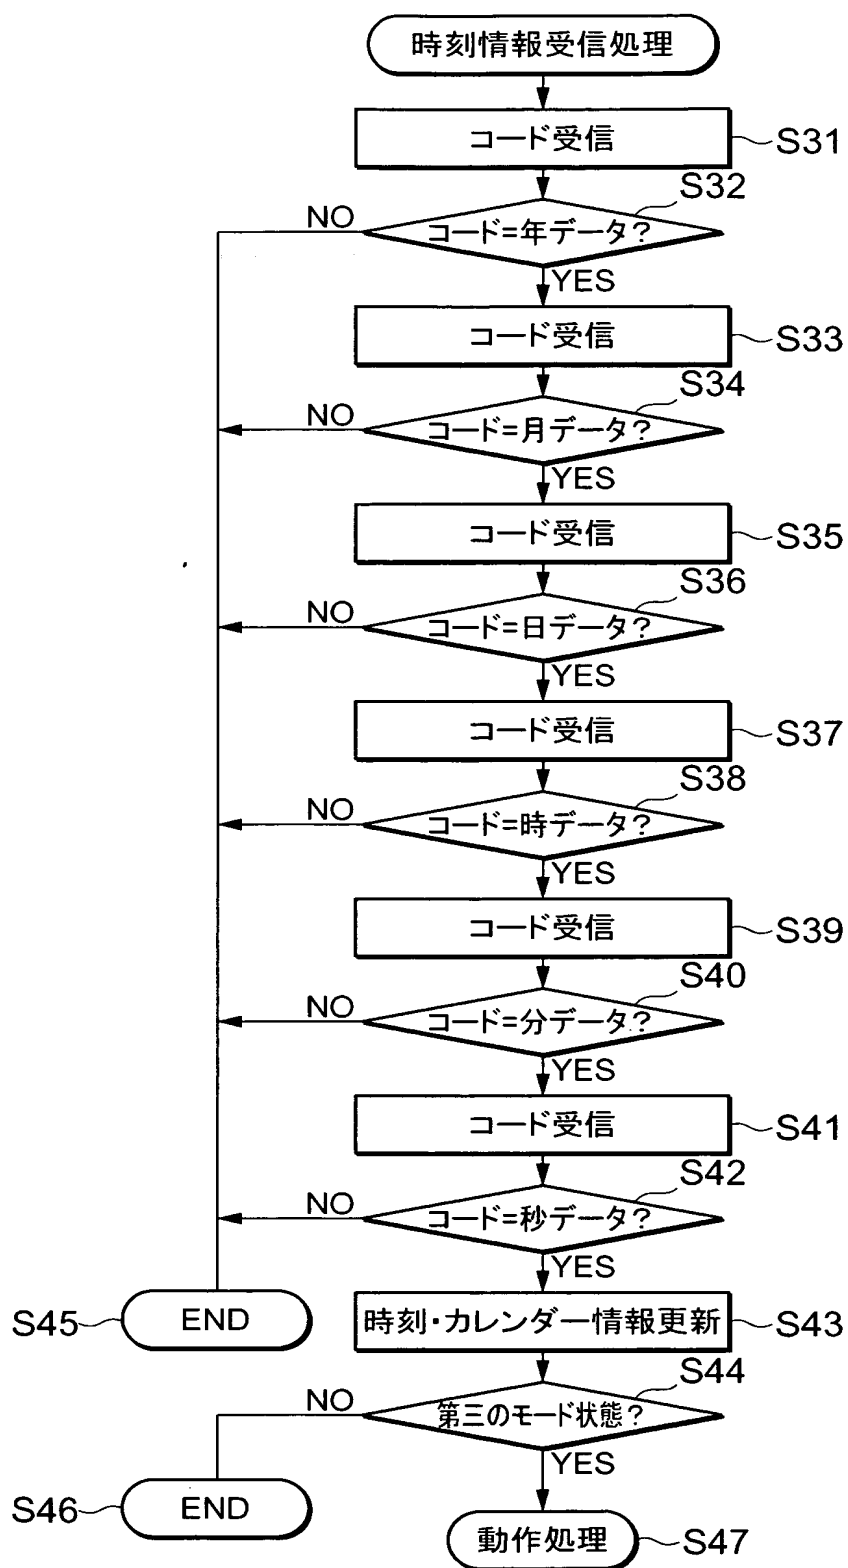 時刻情報受信処理
コード受信
S31
S32
NO
コード=年データ?
YES
コード受信
S33
S34
NO
コード=月データ?
YES
コード受信
S35
S36
NO
コード=日データ?
YES
コード受信
S37
S38
NO
コード=時データ?
YES
コード受信
S39
S40
NO
コード=分データ?
YES
コード受信
S41
S42
NO
コード=秒データ?
YES
S45
END
時刻・カレンダー情報更新
S43
S44
NO
第三のモード状態?
YES
S46
END
動作処理
S47